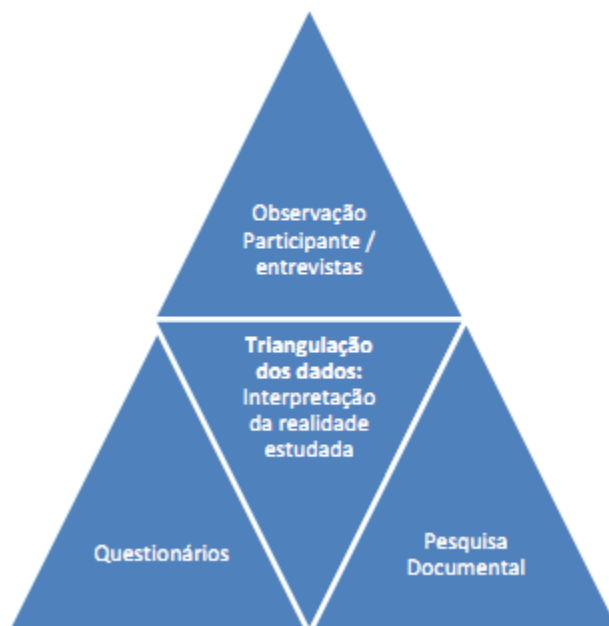 Observação
Participante /
entrevistas
Triangulação
dos dados:
Interpretação
da realidade
estudada
Questionários
Pesquisa
Documental